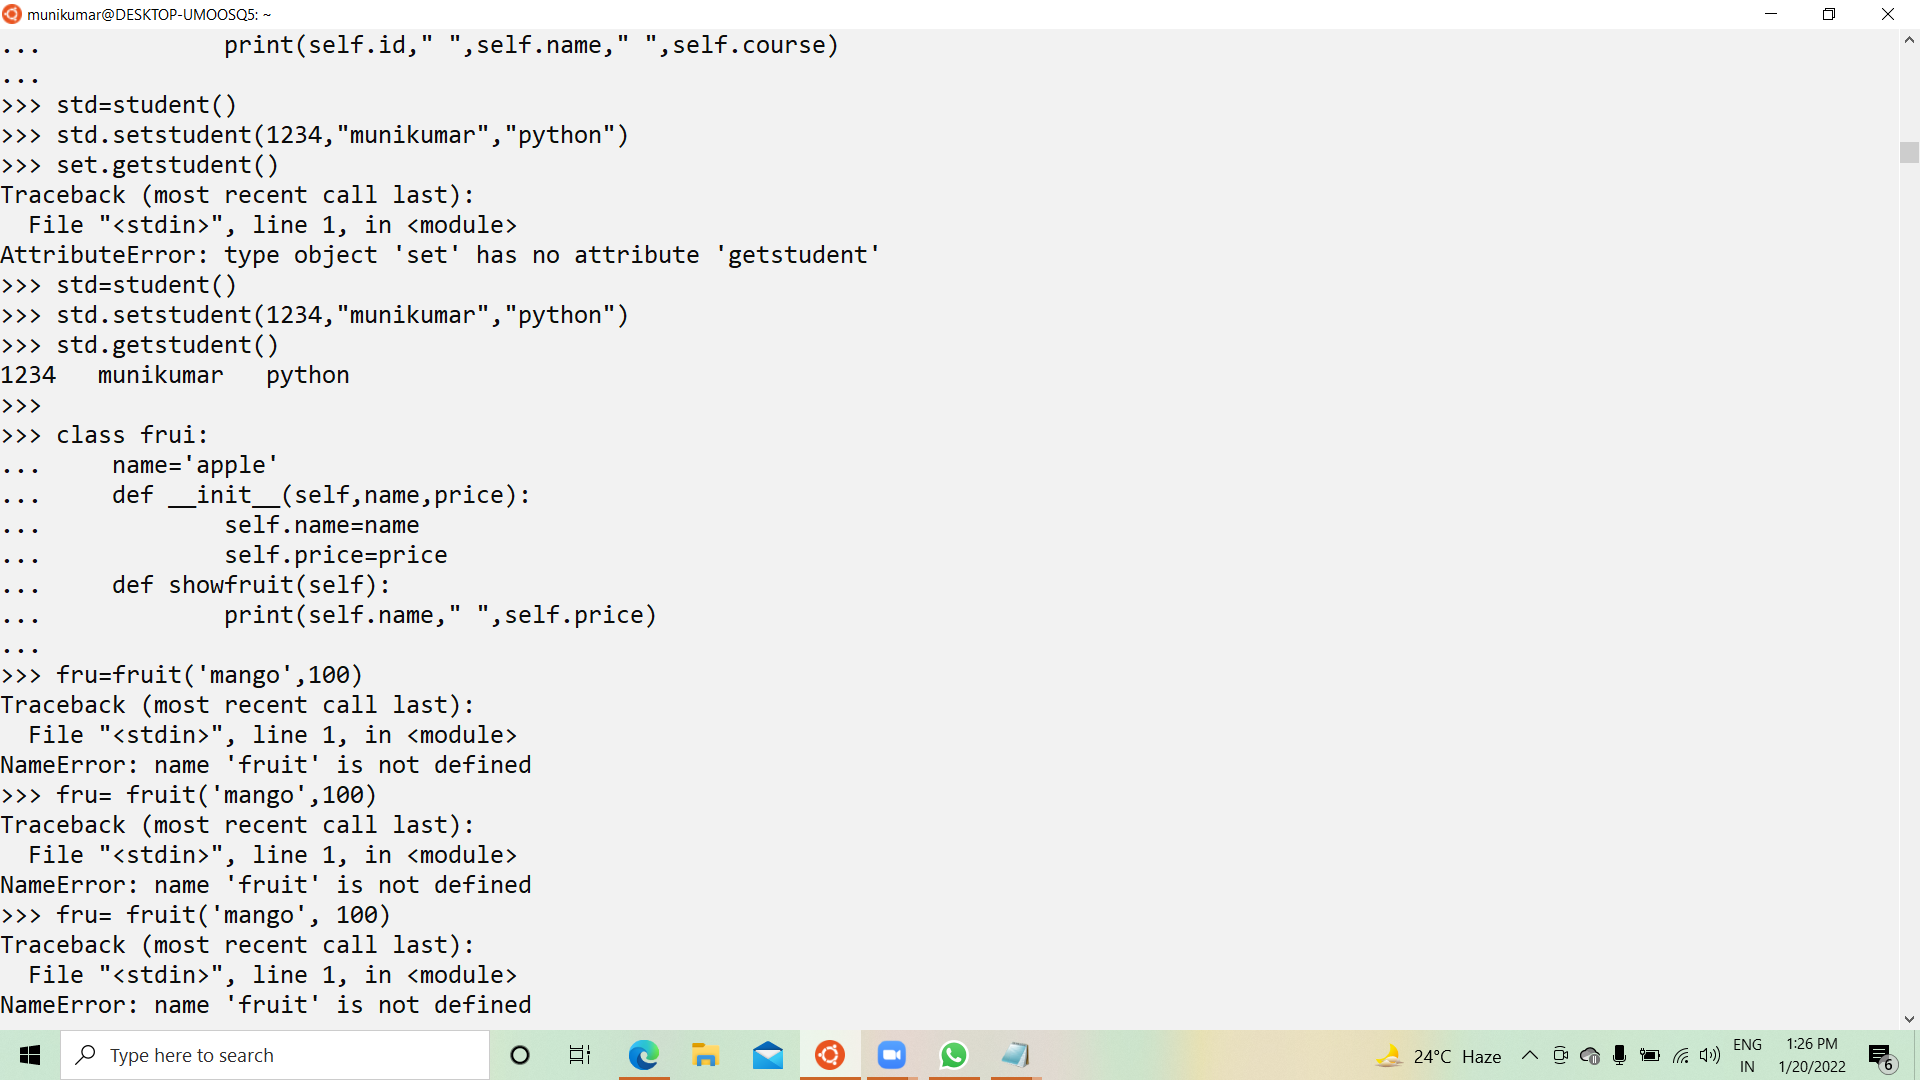 munikumar@DESKTOP-UMOOSQ5: ~
...             print(self.id," ",self.name," ",self.course)
...
>>> std=student()
>>> std.setstudent(1234,"munikumar","python")
>>> set.getstudent()
Traceback (most recent call last):
  File "<stdin>", line 1, in <module>
AttributeError: type object 'set' has no attribute 'getstudent'
>>> std=student()
>>> std.setstudent(1234,"munikumar","python")
>>> std.getstudent()
1234   munikumar   python
>>>
>>> class frui:
...     name='apple'
...     def __init__(self,name,price):
...             self.name=name
...             self.price=price
...     def showfruit(self):
...             print(self.name," ",self.price)
...
>>> fru=fruit('mango',100)
Traceback (most recent call last):
  File "<stdin>", line 1, in <module>
NameError: name 'fruit' is not defined
>>> fru= fruit('mango',100)
Traceback (most recent call last):
  File "<stdin>", line 1, in <module>
NameError: name 'fruit' is not defined
>>> fru= fruit('mango', 100)
Traceback (most recent call last):
  File "<stdin>", line 1, in <module>
NameError: name 'fruit' is not defined
Type here to search
24°C Haze
ENG
IN
1:26 PM
1/20/2022
6